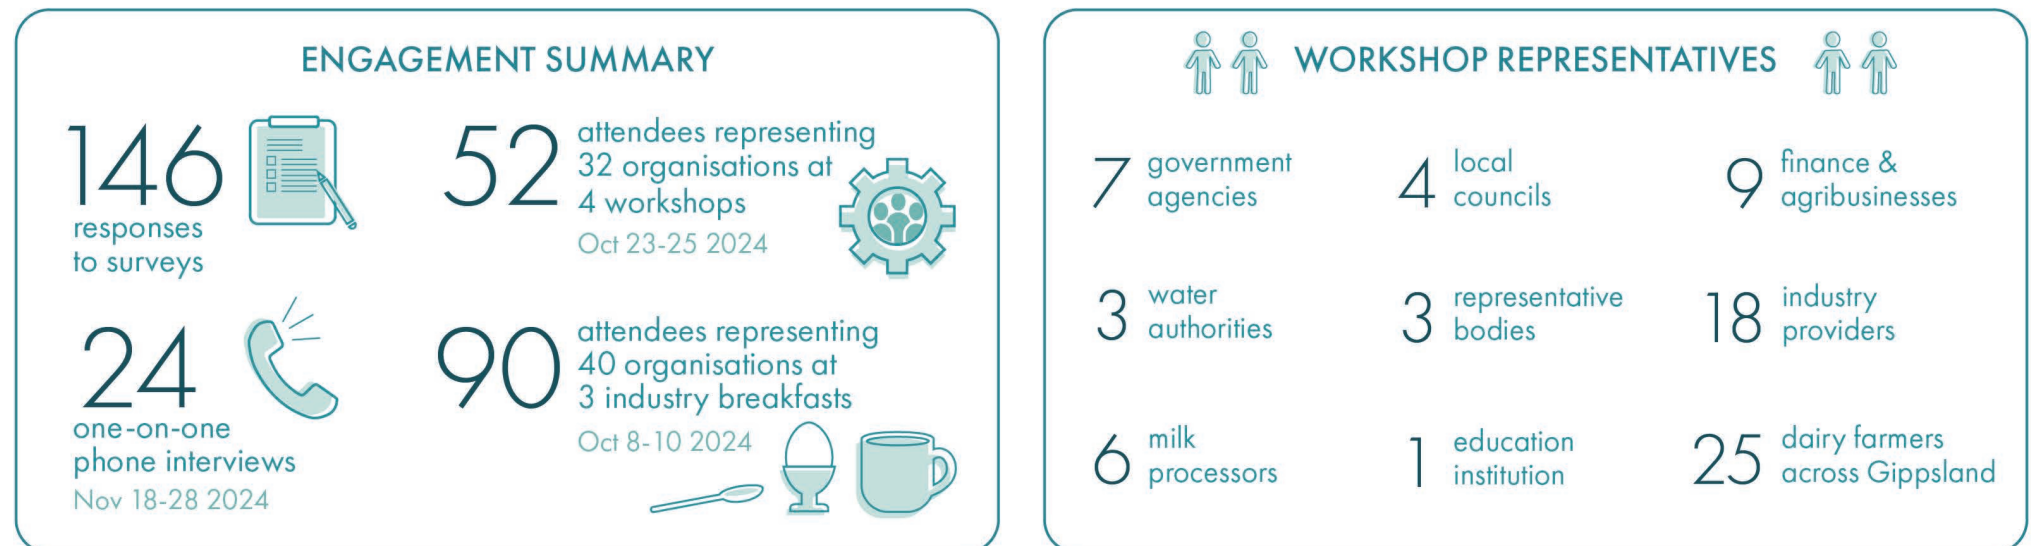 ENGAGEMENT SUMMARY
146
responses
to surveys
52
attendees representing
32 organisations at
4 workshops
Oct 23-25 2024
24
one-on-one
phone interviews
Nov 18-28 2024
90
attendees representing
40 organisations at
3 industry breakfasts
Oct 8-10 2024
WORKSHOP REPRESENTATIVES
7
government
agencies
4
local
councils
9
finance &
agribusinesses
3
water
authorities
3
representative
bodies
18
industry
providers
6
milk
processors
1
education
institution
25
dairy farmers
across Gippsland